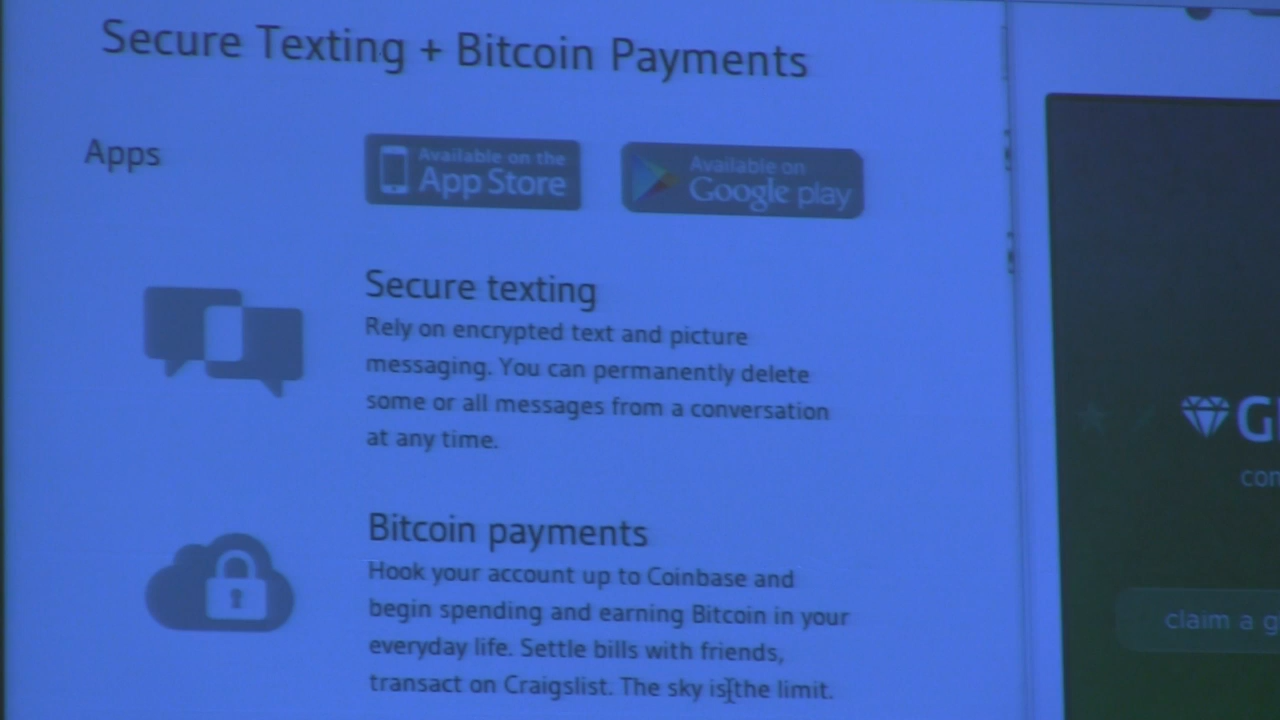 Secure Texting + Bitcoin Payments
Apps
Available on the
App Store
Available on
Google play
Secure texting
Rely on encrypted text and picture
messaging. You can permanently delete
some or all messages from a conversation
at any time.
Bitcoin payments
Hook your account up to Coinbase and
begin spending and earning Bitcoin in your
everyday life. Settle bills with friends,
transact on Craigslist. The sky is the limit.
claim a